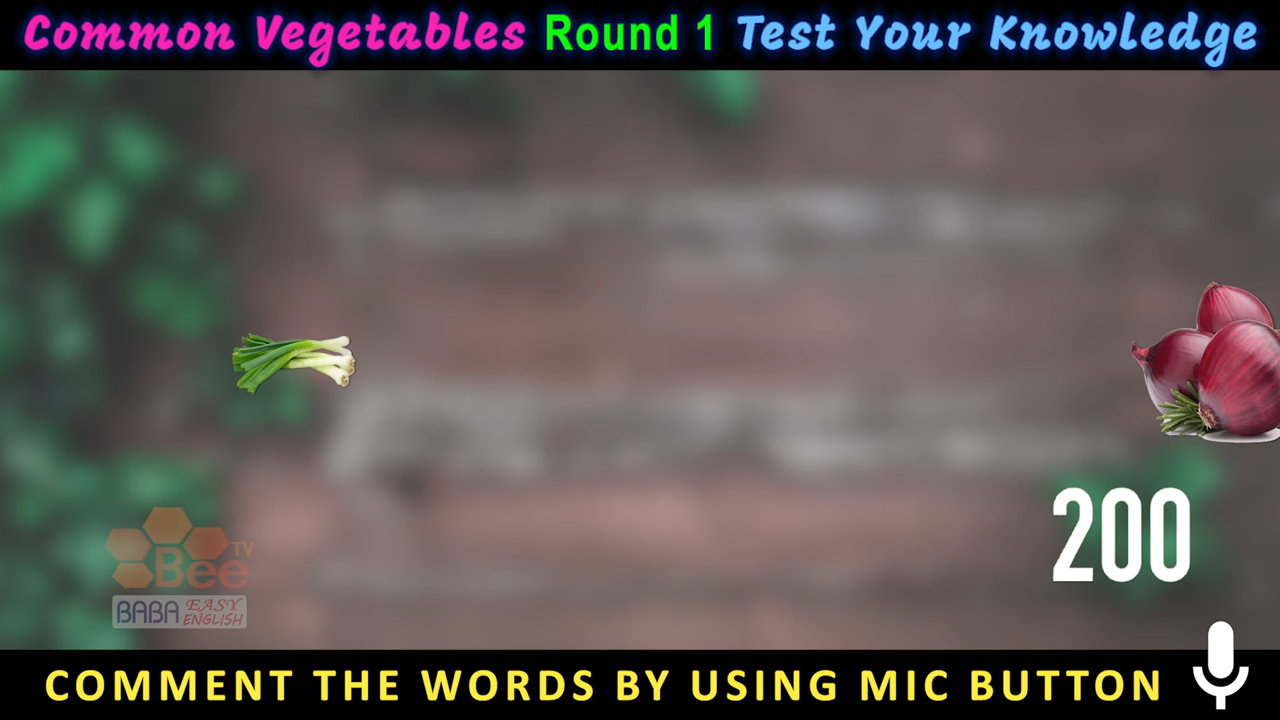 Common Vegetables Round 1 Test Your Knowledge
200
Bee TV
BABA EASY ENGLISH
COMMENT THE WORDS BY USING MIC BUTTON